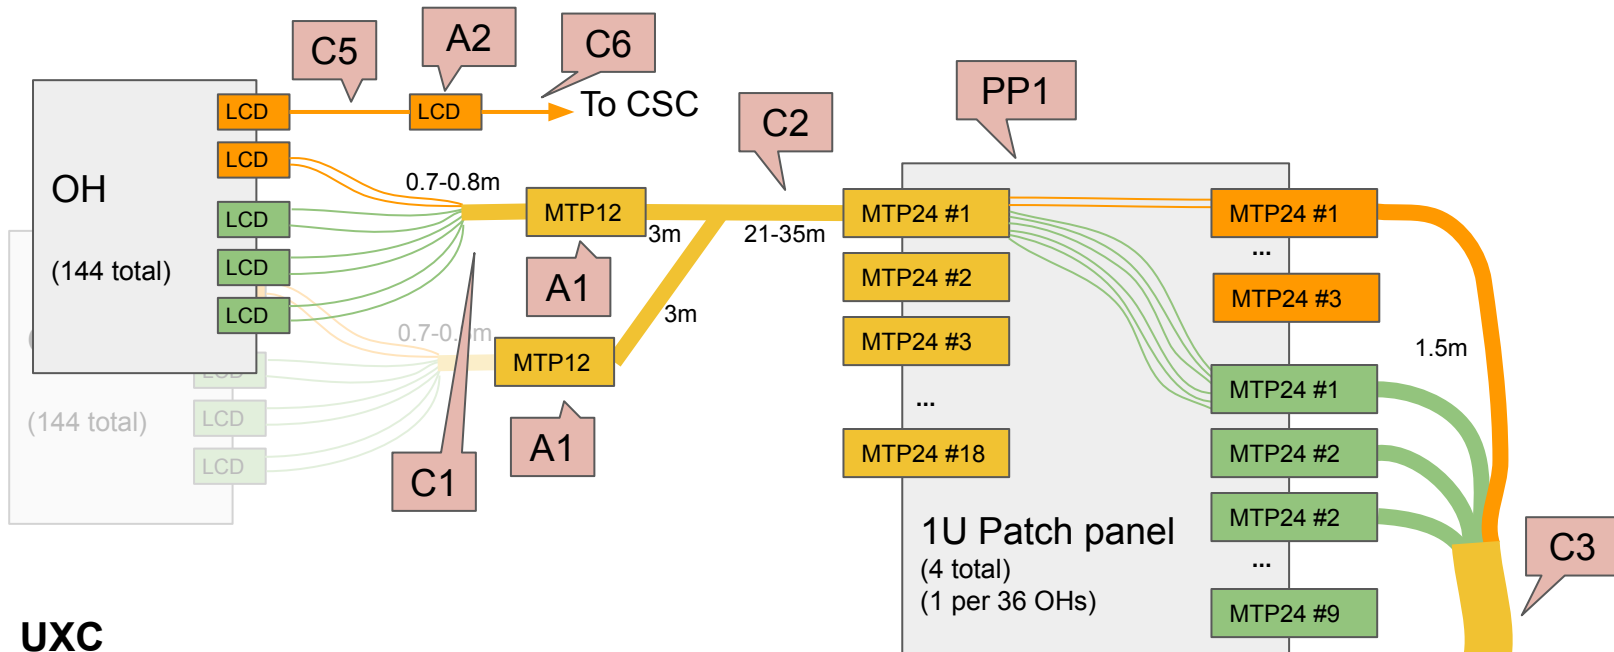 C5
A2
C6
LCD
LCD
To CSC
PP1
C2
LCD
OH
(144 total)
0.7-0.8m
LCD
LCD
LCD
MTP12
3m
21-35m
A1
3m
MTP24 #1
MTP24 #2
MTP24 #3
...
MTP24 #18
MTP24 #1
...
MTP24 #3
1.5m
MTP24 #1
MTP24 #2
MTP24 #2
...
MTP24 #9
MTP12
A1
C1
LCD
LCD
LCD
(144 total)
1U Patch panel
(4 total)
(1 per 36 OHs)
C3
UXC